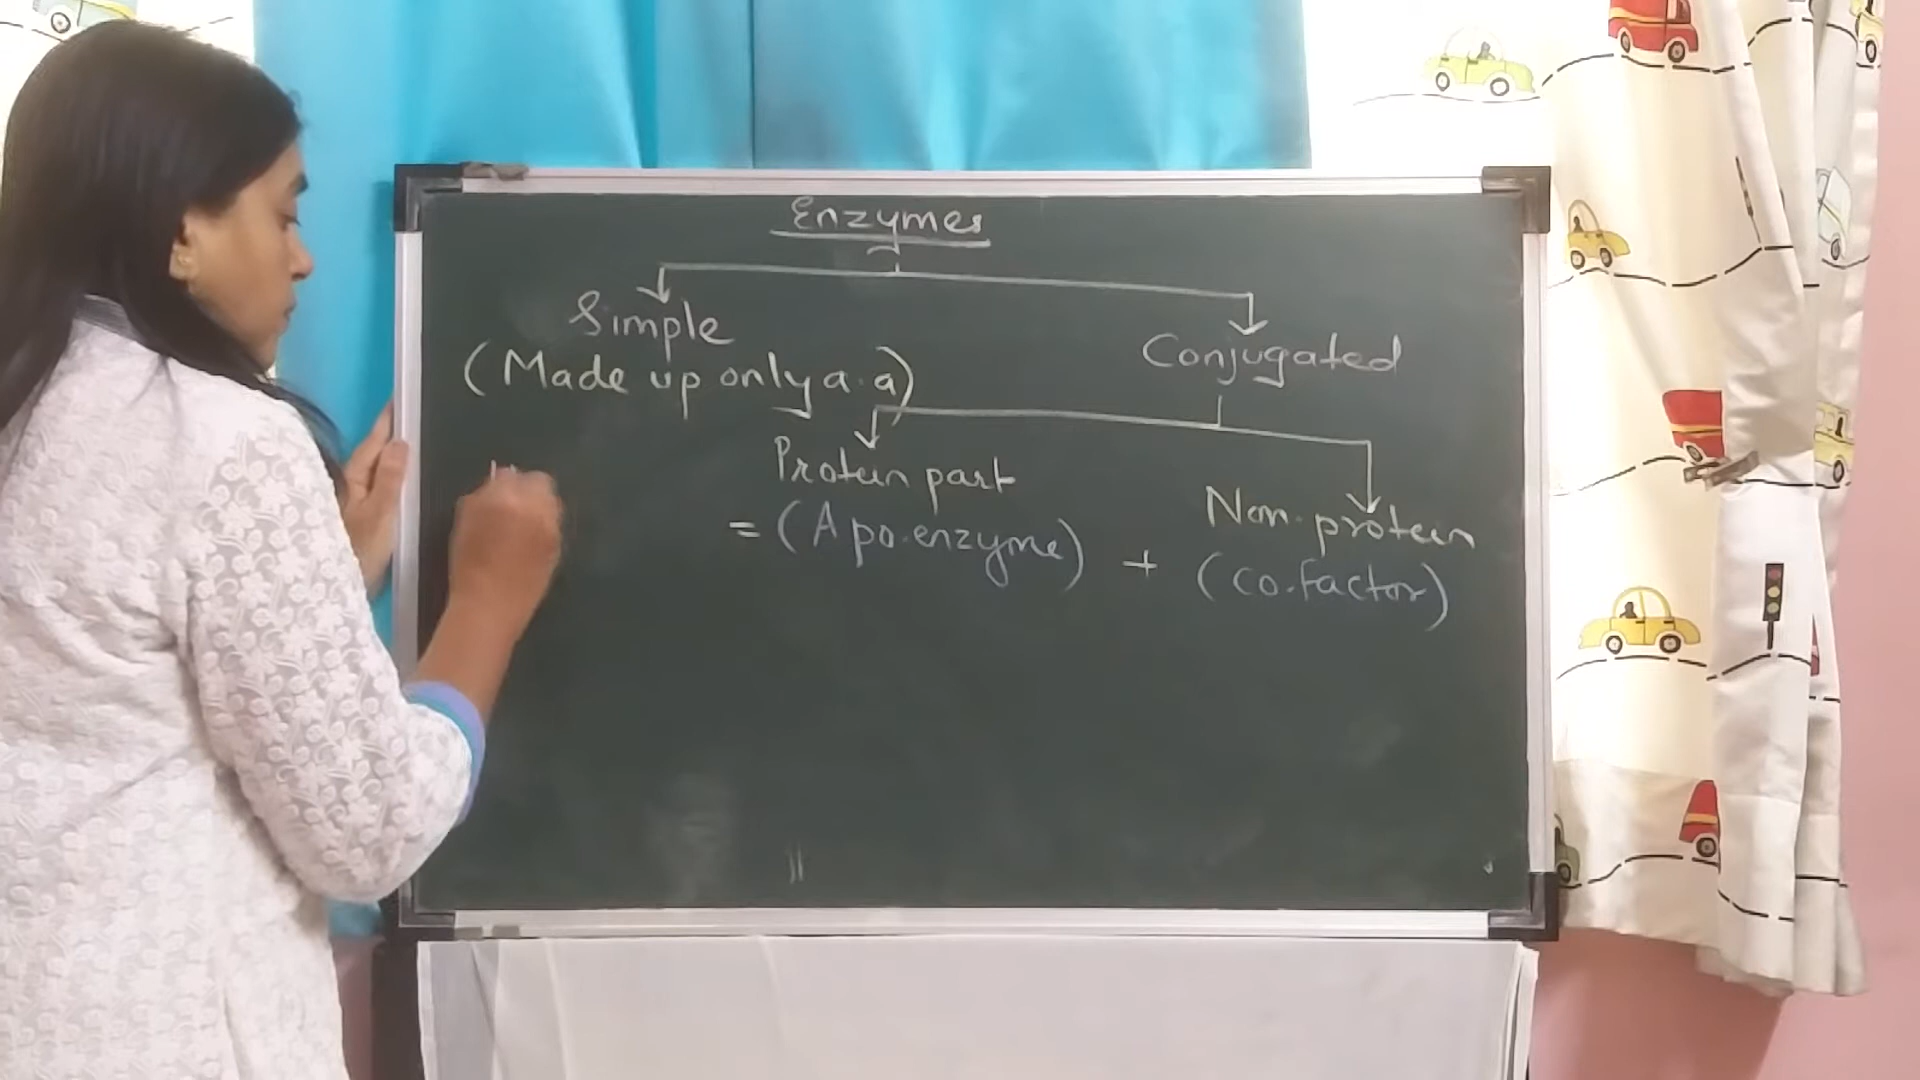 Enzymes
Simple
(Made up only a.a)
Conjugated
Protein part
Non-protein
= (Apo.enzyme) + (co.factor)